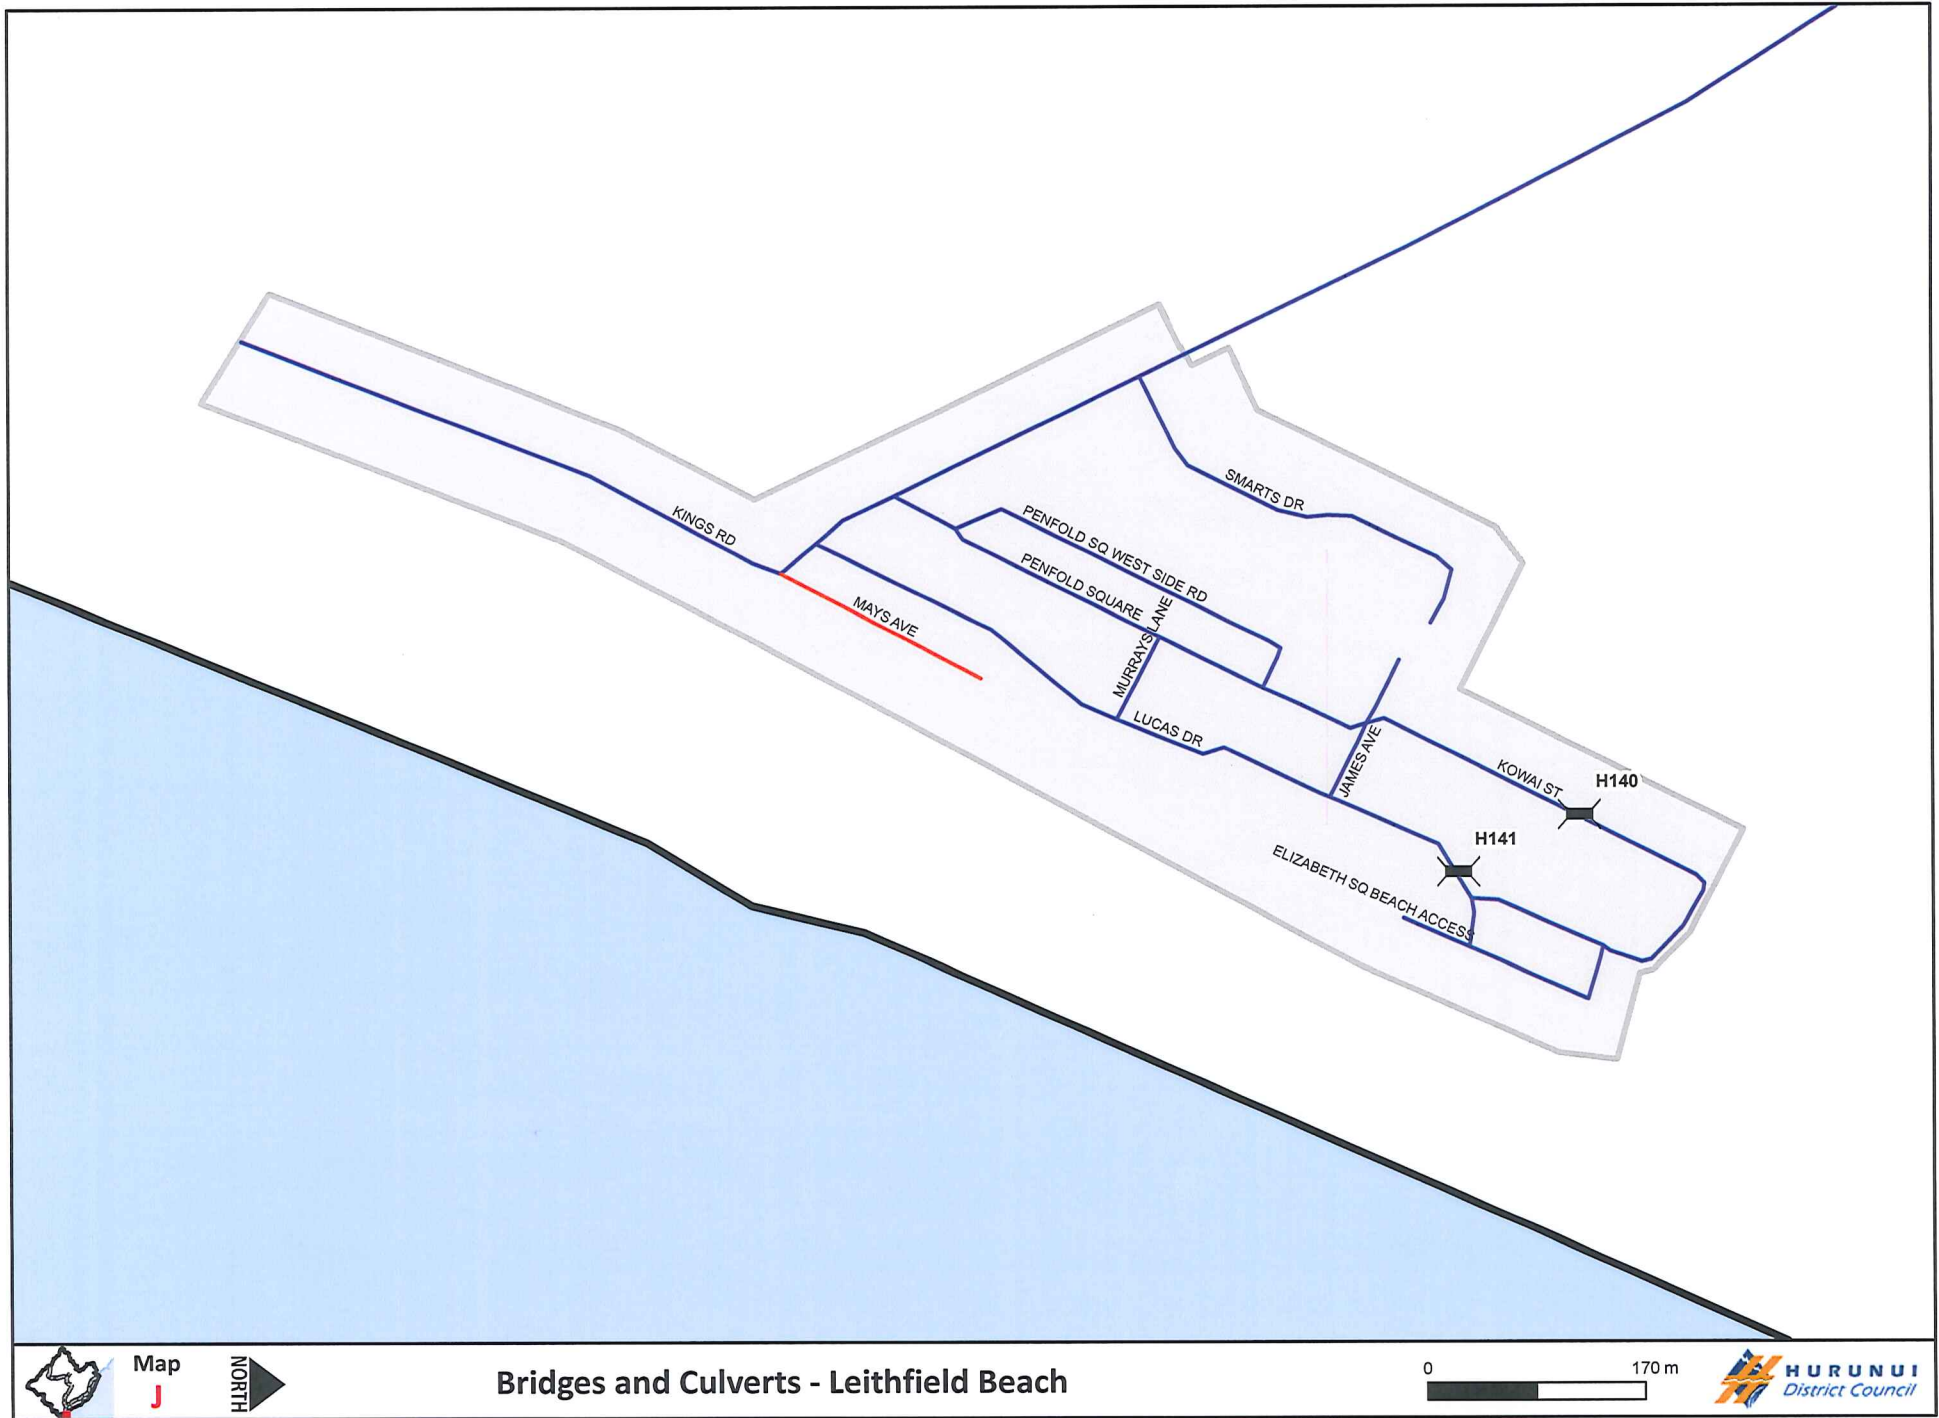 SMARTS DR
PENFOLD SQ WEST SIDE RD
KINGS RD
PENFOLD SQUARE
MAYS AVE
MURRAYS LANE
LUCAS DR
JAMES AVE
KOWAI ST
H140
H141
ELIZABETH SQ BEACH ACCESS
Map
J
NORTH
Bridges and Culverts - Leithfield Beach
0 170 m
HURUNUI
District Council